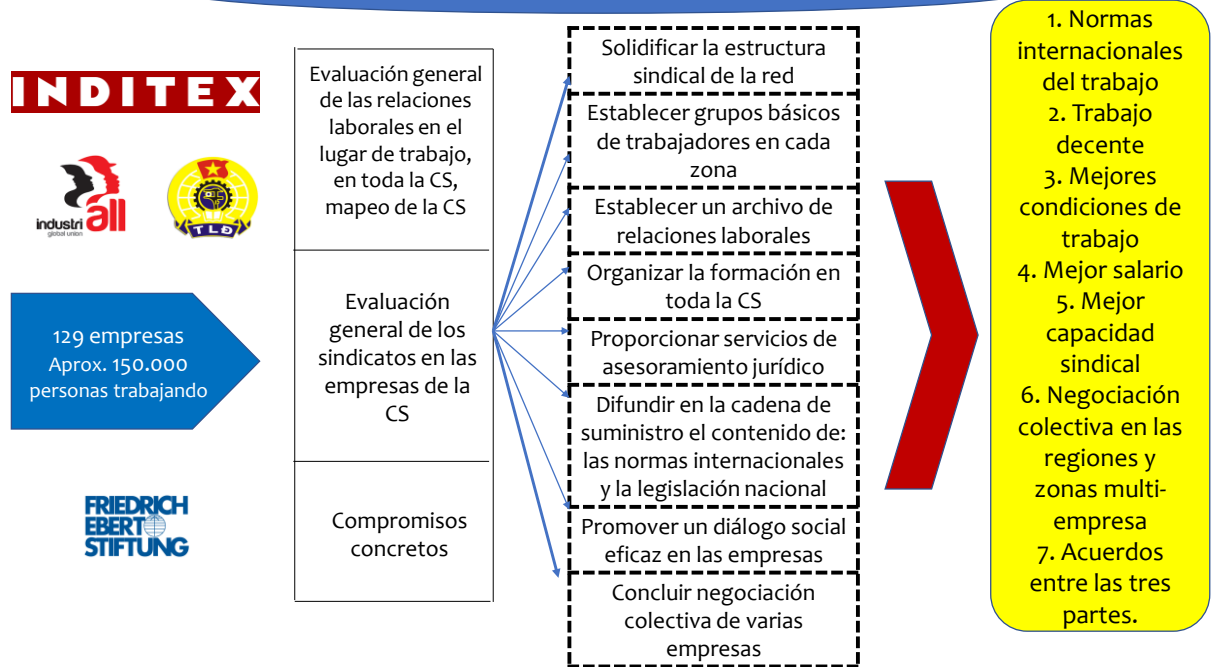 INDITEX
industri
all
global union
TLĐ
129 empresas
Aprox. 150.000
personas trabajando
FRIEDRICH
EBERT
STIFTUNG
Evaluación general
de las relaciones
laborales en el
lugar de trabajo,
en toda la CS,
mapeo de la CS
Evaluación
general de los
sindicatos en las
empresas de la
CS
Compromisos
concretos
Solidificar la estructura
sindical de la red
Establecer grupos básicos
de trabajadores en cada
zona
Establecer un archivo de
relaciones laborales
Organizar la formación en
toda la CS
Proporcionar servicios de
asesoramiento jurídico
Difundir en la cadena de
suministro el contenido de:
las normas internacionales
y la legislación nacional
Promover un diálogo social
eficaz en las empresas
Concluir negociación
colectiva de varias
empresas
1. Normas
internacionales
del trabajo
2. Trabajo
decente
3. Mejores
condiciones de
trabajo
4. Mejor salario
5. Mejor
capacidad
sindical
6. Negociación
colectiva en las
regiones y
zonas multi-
empresa
7. Acuerdos
entre las tres
partes.